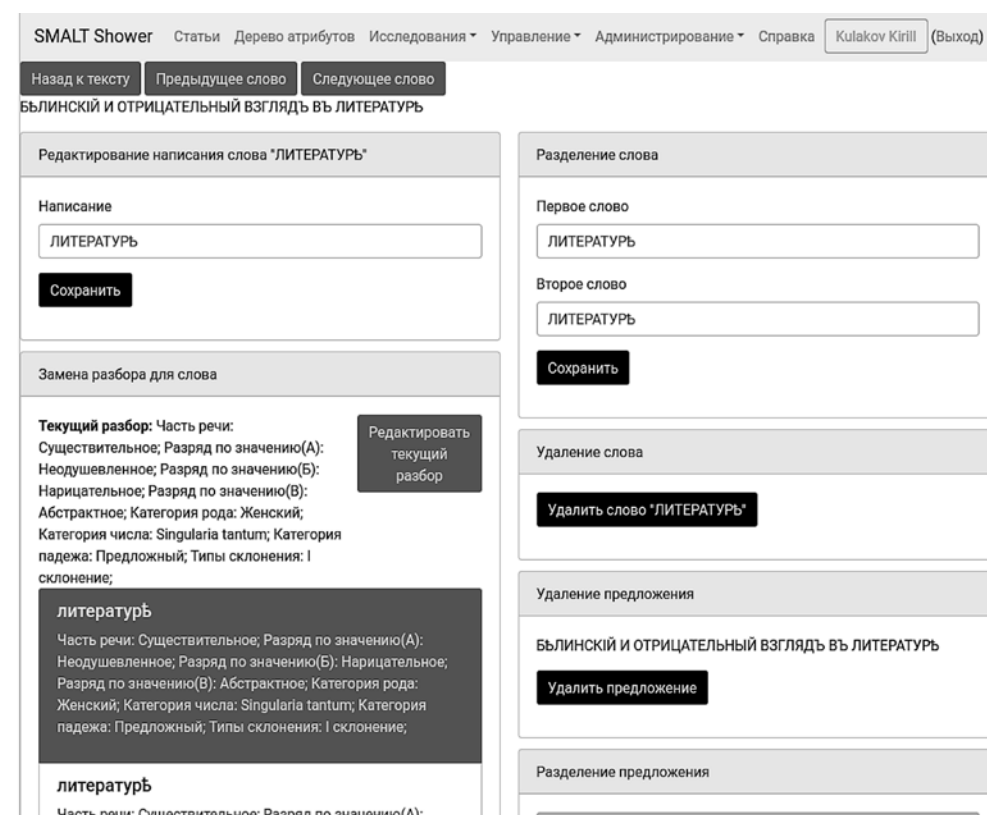 SMALT Shower Статьи Дерево атрибутов Исследования Управление Администрирование Справка Kulakov Kirill (Выход)
Назад к тексту Предыдущее слово Следующее слово
БѢЛИНСКІЙ И ОТРИЦАТЕЛЬНЫЙ ВЗГЛЯДЪ ВЪ ЛИТЕРАТУРѢ
Редактирование написания слова "ЛИТЕРАТУРѢ"
Написание
ЛИТЕРАТУРѢ
Сохранить
Замена разбора для слова
Текущий разбор: Часть речи:
Существительное; Разряд по значению(А):
Неодушевленное; Разряд по значению(Б):
Нарицательное; Разряд по значению(В):
Абстрактное; Категория рода: Женский;
Категория числа: Singularia tantum; Категория
падежа: Предложный; Типы склонения: I
склонение;
Редактировать
текущий
разбор
литературѣ
Часть речи: Существительное; Разряд по значению(А):
Неодушевленное; Разряд по значению(Б): Нарицательное;
Разряд по значению(В): Абстрактное; Категория рода:
Женский; Категория числа: Singularia tantum; Категория
падежа: Предложный; Типы склонения: I склонение;
литературѣ
Часть речи: Существительное; Разряд по значению(А):
Разделение слова
Первое слово
ЛИТЕРАТУРѢ
Второе слово
ЛИТЕРАТУРѢ
Сохранить
Удаление слова
Удалить слово "ЛИТЕРАТУРѢ"
Удаление предложения
БѢЛИНСКІЙ И ОТРИЦАТЕЛЬНЫЙ ВЗГЛЯДЪ ВЪ ЛИТЕРАТУРѢ
Удалить предложение
Разделение предложения